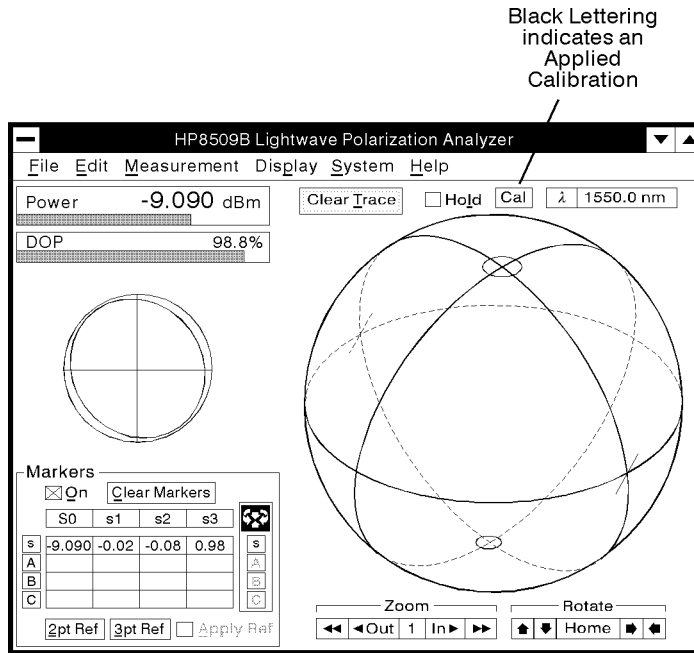 Black Lettering
indicates an
Applied
Calibration
HP8509B Lightwave Polarization Analyzer
File Edit Measurement Display System Help
Power -9.090 dBm
DOP 98.8%
Clear Trace
Hold
Cal
λ 1550.0 nm
Markers
On Clear Markers
S0 s1 s2 s3
s -9.090 -0.02 -0.08 0.98 s
A A
B B
C C
2pt Ref 3pt Ref Apply Ref
Zoom
Out 1 In
Rotate
Home